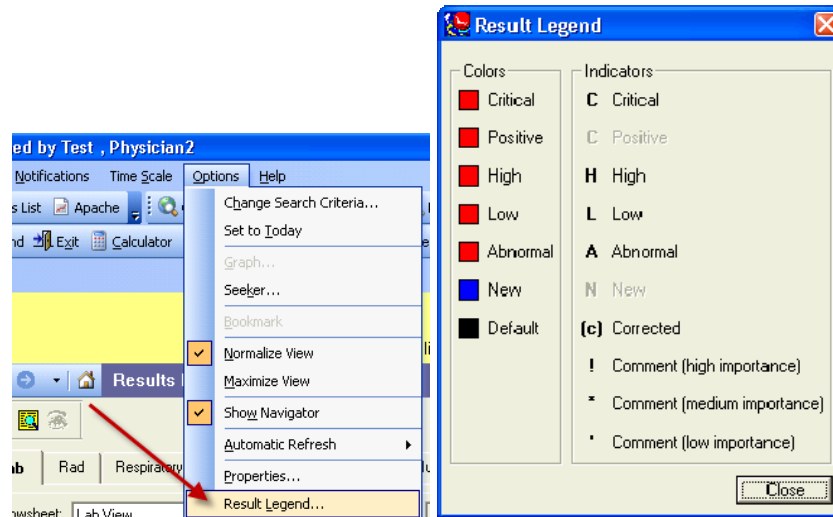 ed by Test , Physician2
Notifications Time Scale Options Help
s List Apache
nd Exit Calculator
Change Search Criteria...
Set to Today
Graph...
Seeker...
Bookmark
Normalize View
Maximize View
Show Navigator
Automatic Refresh
Properties...
Result Legend...
Results
Rad Respiratory
Lab View
Result Legend
Colors
Critical
Positive
High
Low
Abnormal
New
Default
Indicators
C Critical
C Positive
H High
L Low
A Abnormal
N New
(c) Corrected
! Comment (high importance)
* Comment (medium importance)
' Comment (low importance)
Close